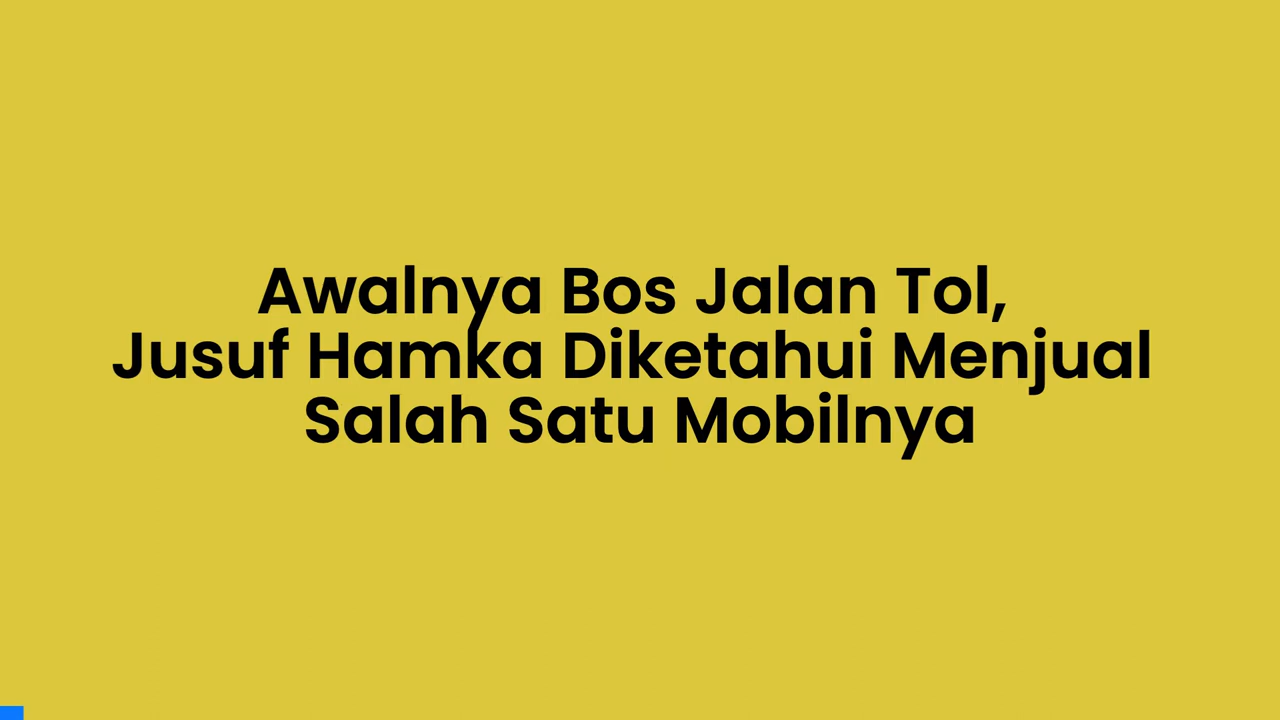 Awalnya Bos Jalan Tol,
Jusuf Hamka Diketahui Menjual
Salah Satu Mobilnya